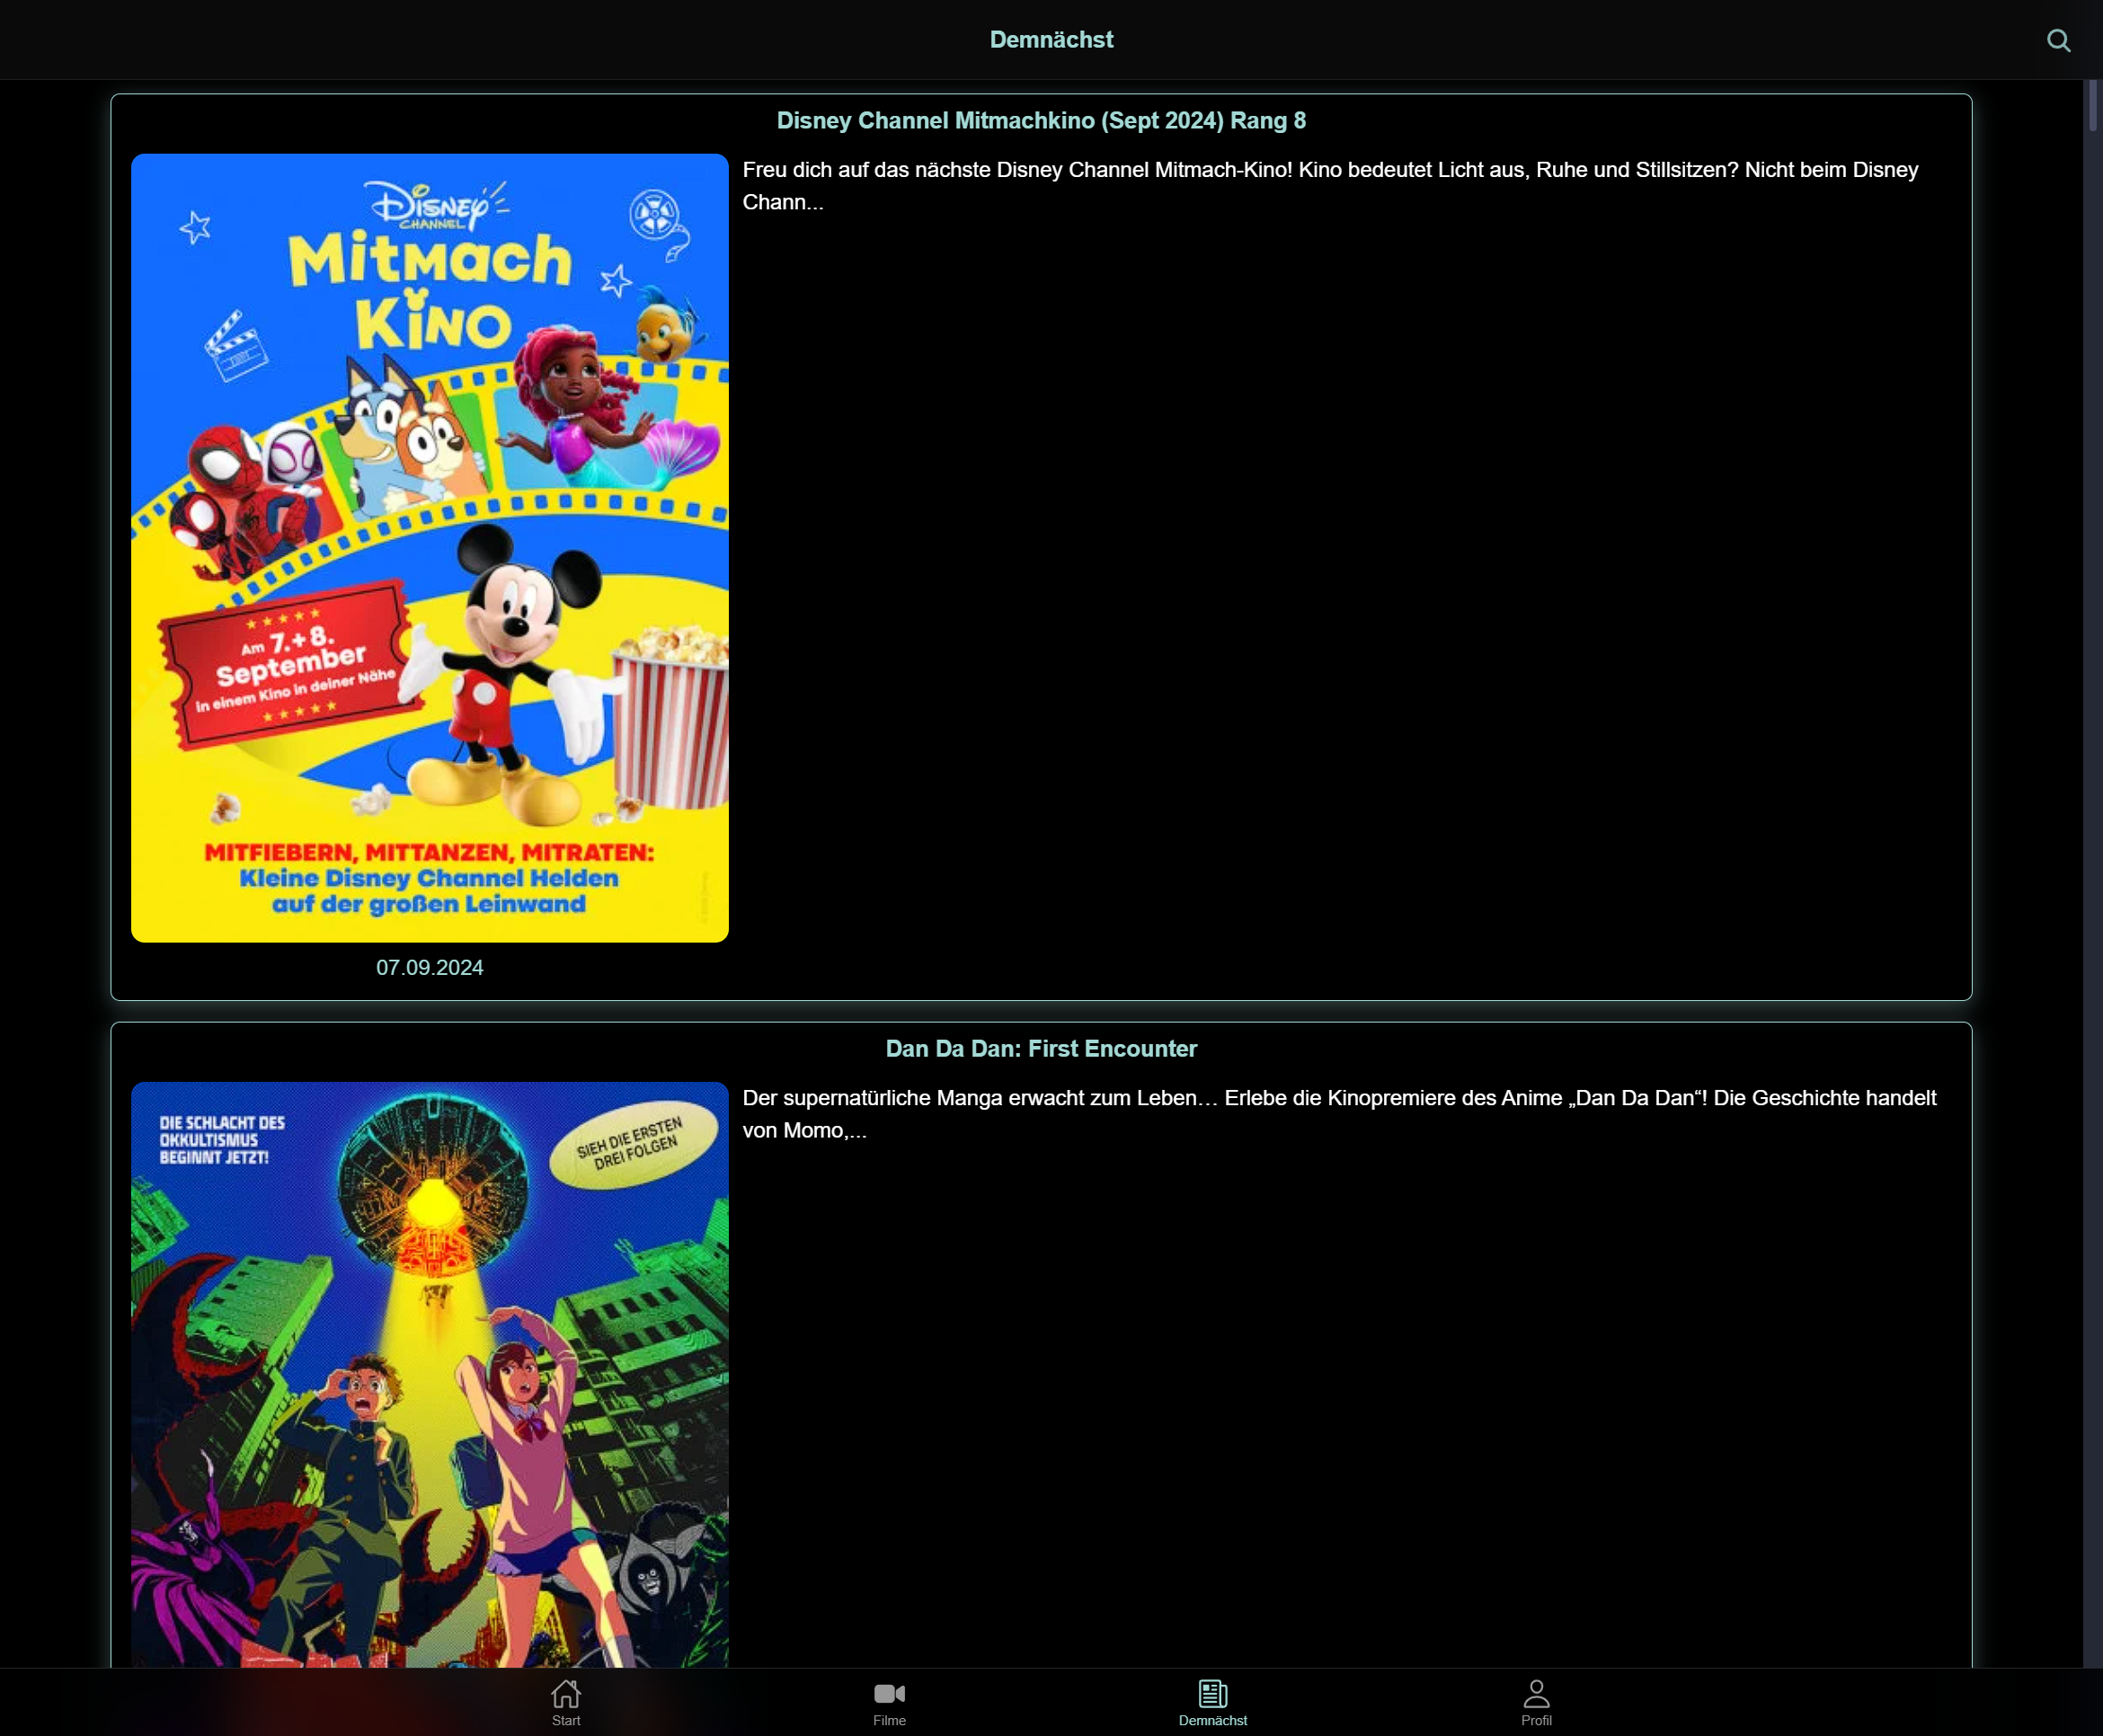 Demnächst
Disney Channel Mitmachkino (Sept 2024) Rang 8
Disney
CHANNEL
Mitmach
Kino
Am 7.+8.
September
in einem Kino in deiner Nähe
MITFIEBERN, MITTANZEN, MITRATEN:
Kleine Disney Channel Helden
auf der großen Leinwand
07.09.2024
Freu dich auf das nächste Disney Channel Mitmach-Kino! Kino bedeutet Licht aus, Ruhe und Stillsitzen? Nicht beim Disney
Chann...
Dan Da Dan: First Encounter
DIE SCHLACHT DES
OKKULTISMUS
BEGINNT JETZT!
SIEH DIE ERSTEN
DREI FOLGEN
Der supernatürliche Manga erwacht zum Leben… Erlebe die Kinopremiere des Anime „Dan Da Dan“! Die Geschichte handelt
von Momo,...
Start
Filme
Demnächst
Profil